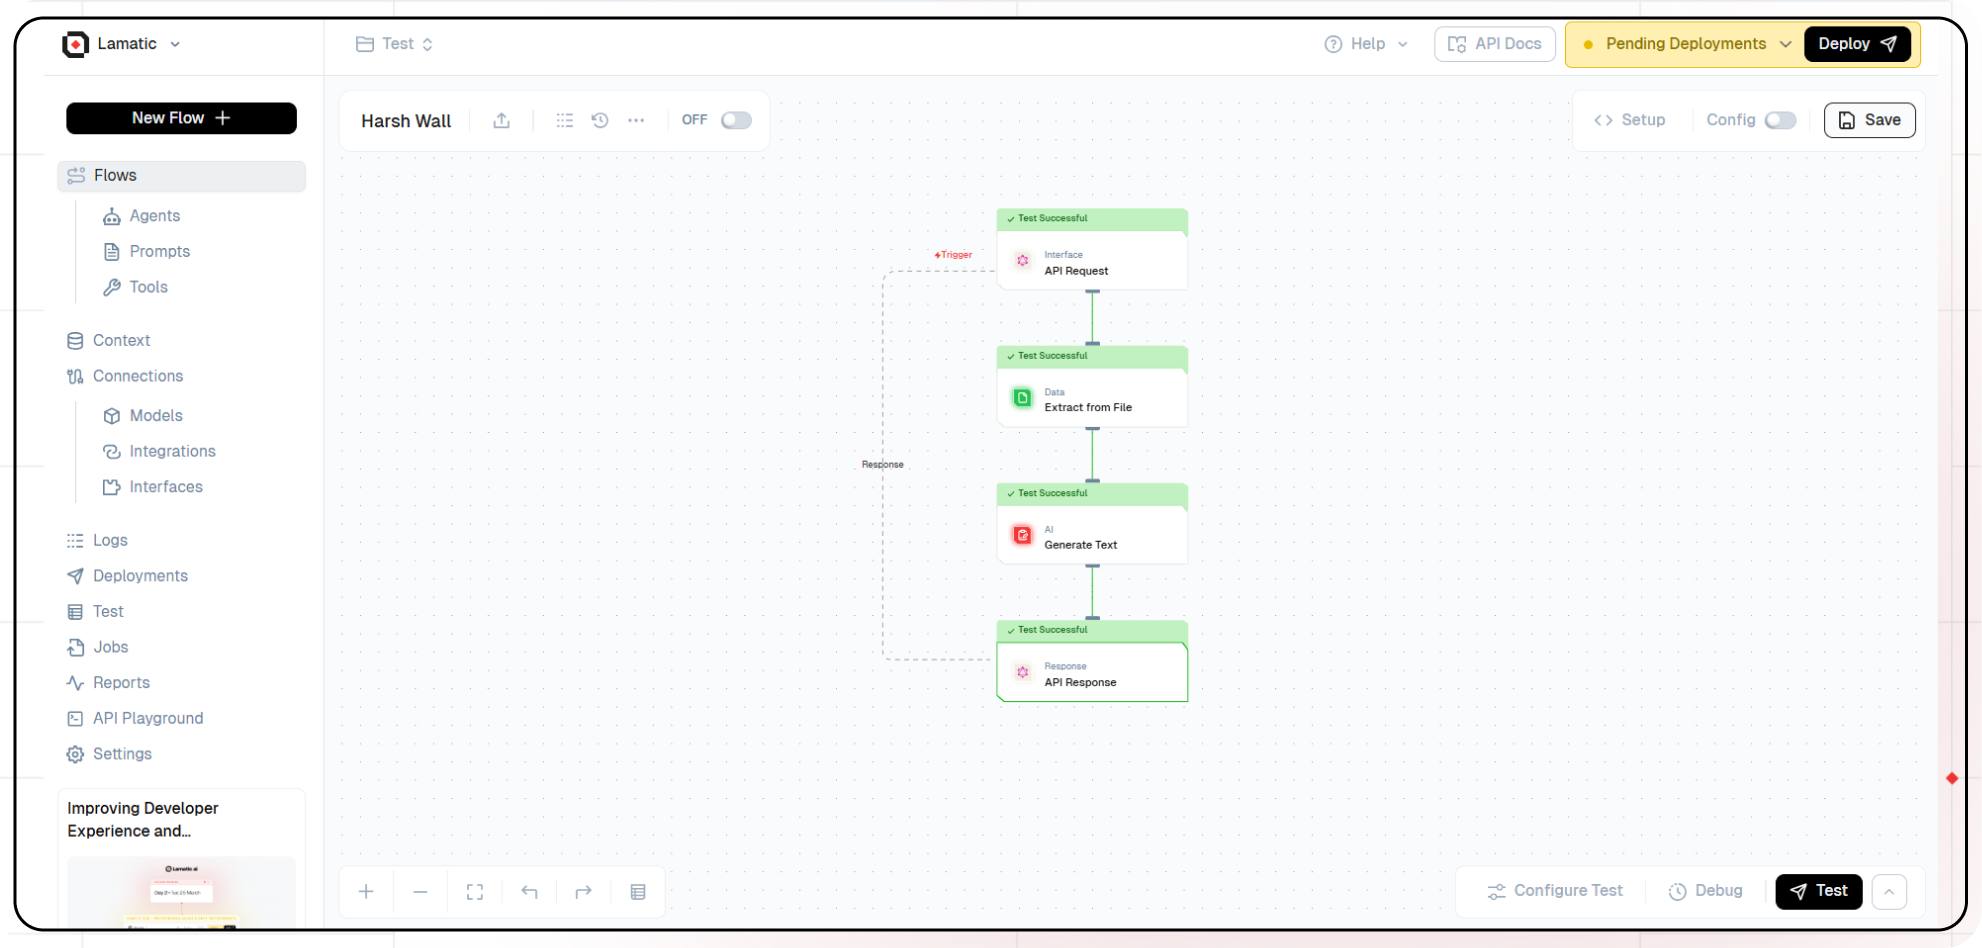 Lamatic
Test
Help
API Docs
Pending Deployments
Deploy
New Flow
Harsh Wall
OFF
Setup
Config
Save
Flows
Agents
Prompts
Tools
Context
Connections
Models
Integrations
Interfaces
Logs
Deployments
Test
Jobs
Reports
API Playground
Settings
Improving Developer
Experience and...
Lamatic.ai
Test Successful
Trigger
Interface
API Request
Test Successful
Data
Extract from File
Response
Test Successful
AI
Generate Text
Test Successful
Response
API Response
Configure Test
Debug
Test